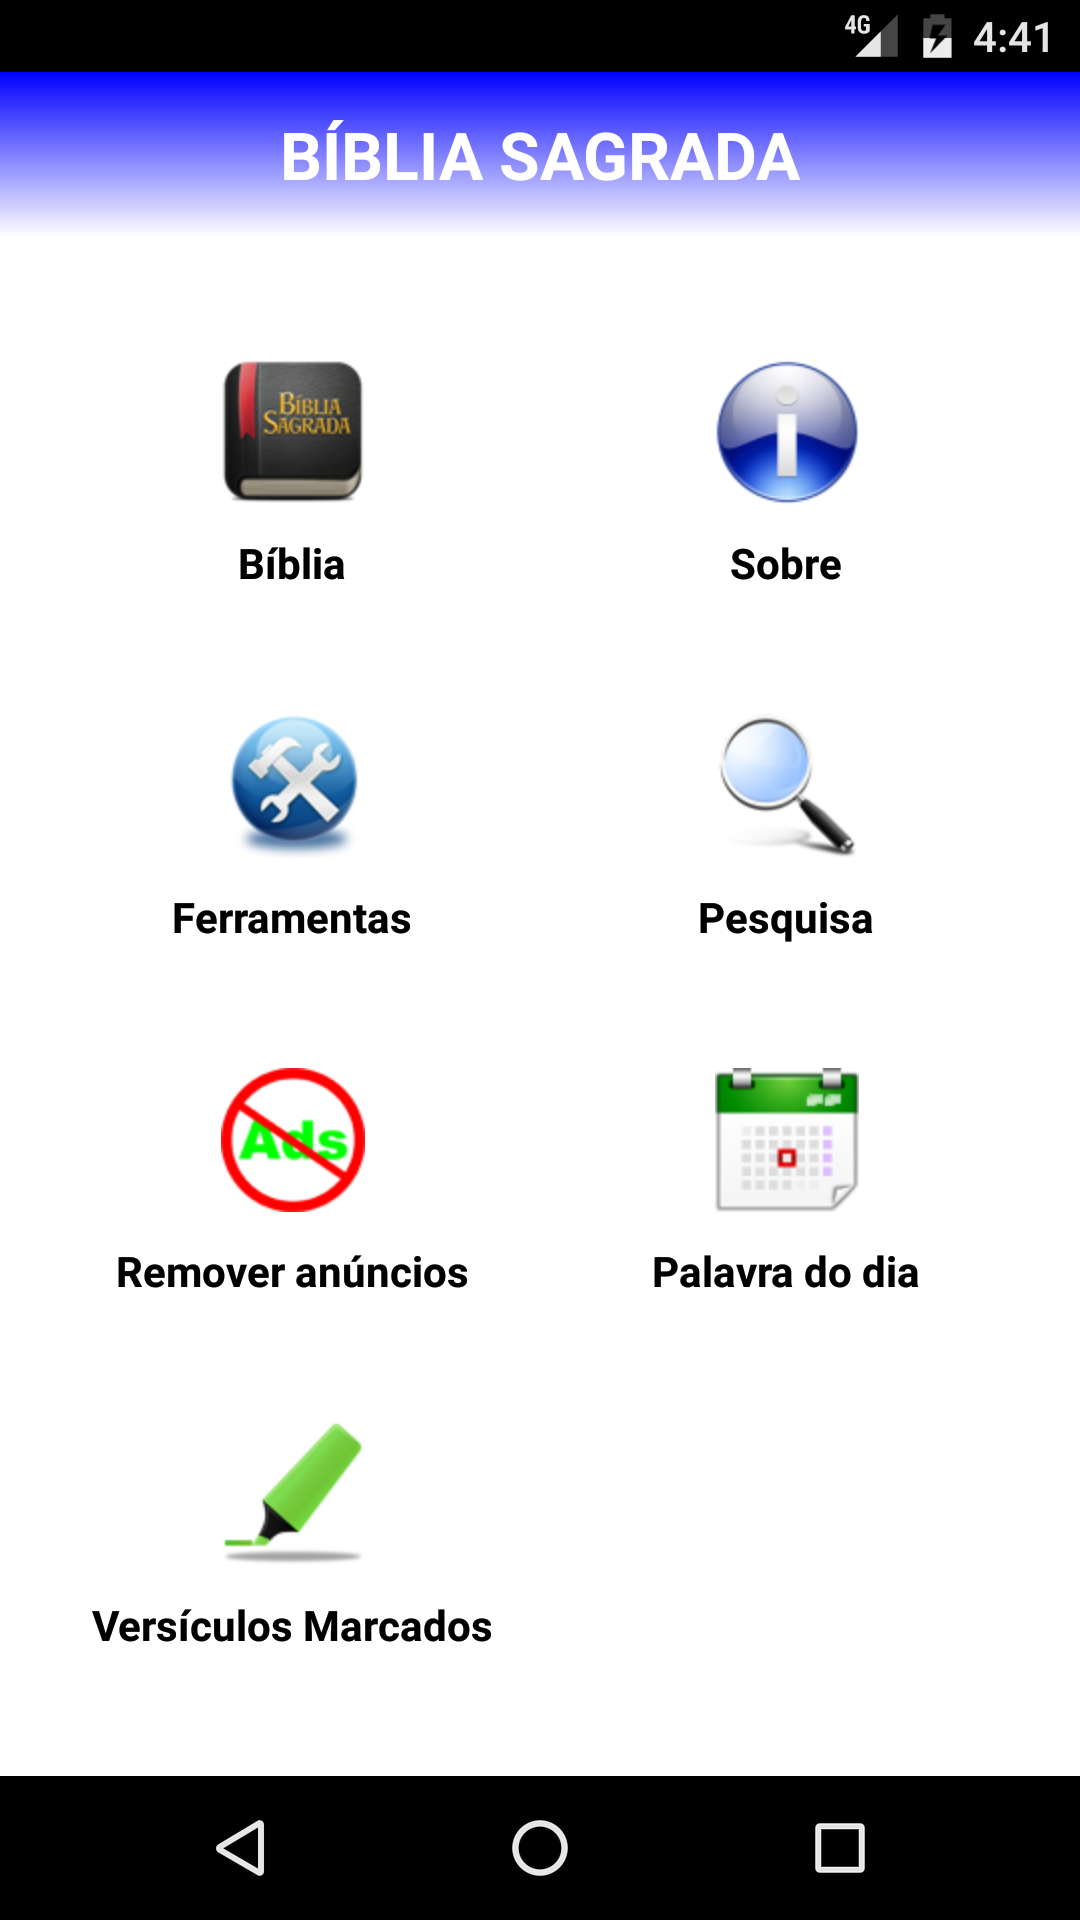 4G 4:41
BÍBLIA SAGRADA
BÍBLIA
SAGRADA
Bíblia
Sobre
Ferramentas
Pesquisa
Ads
Remover anúncios
Palavra do dia
Versículos Marcados